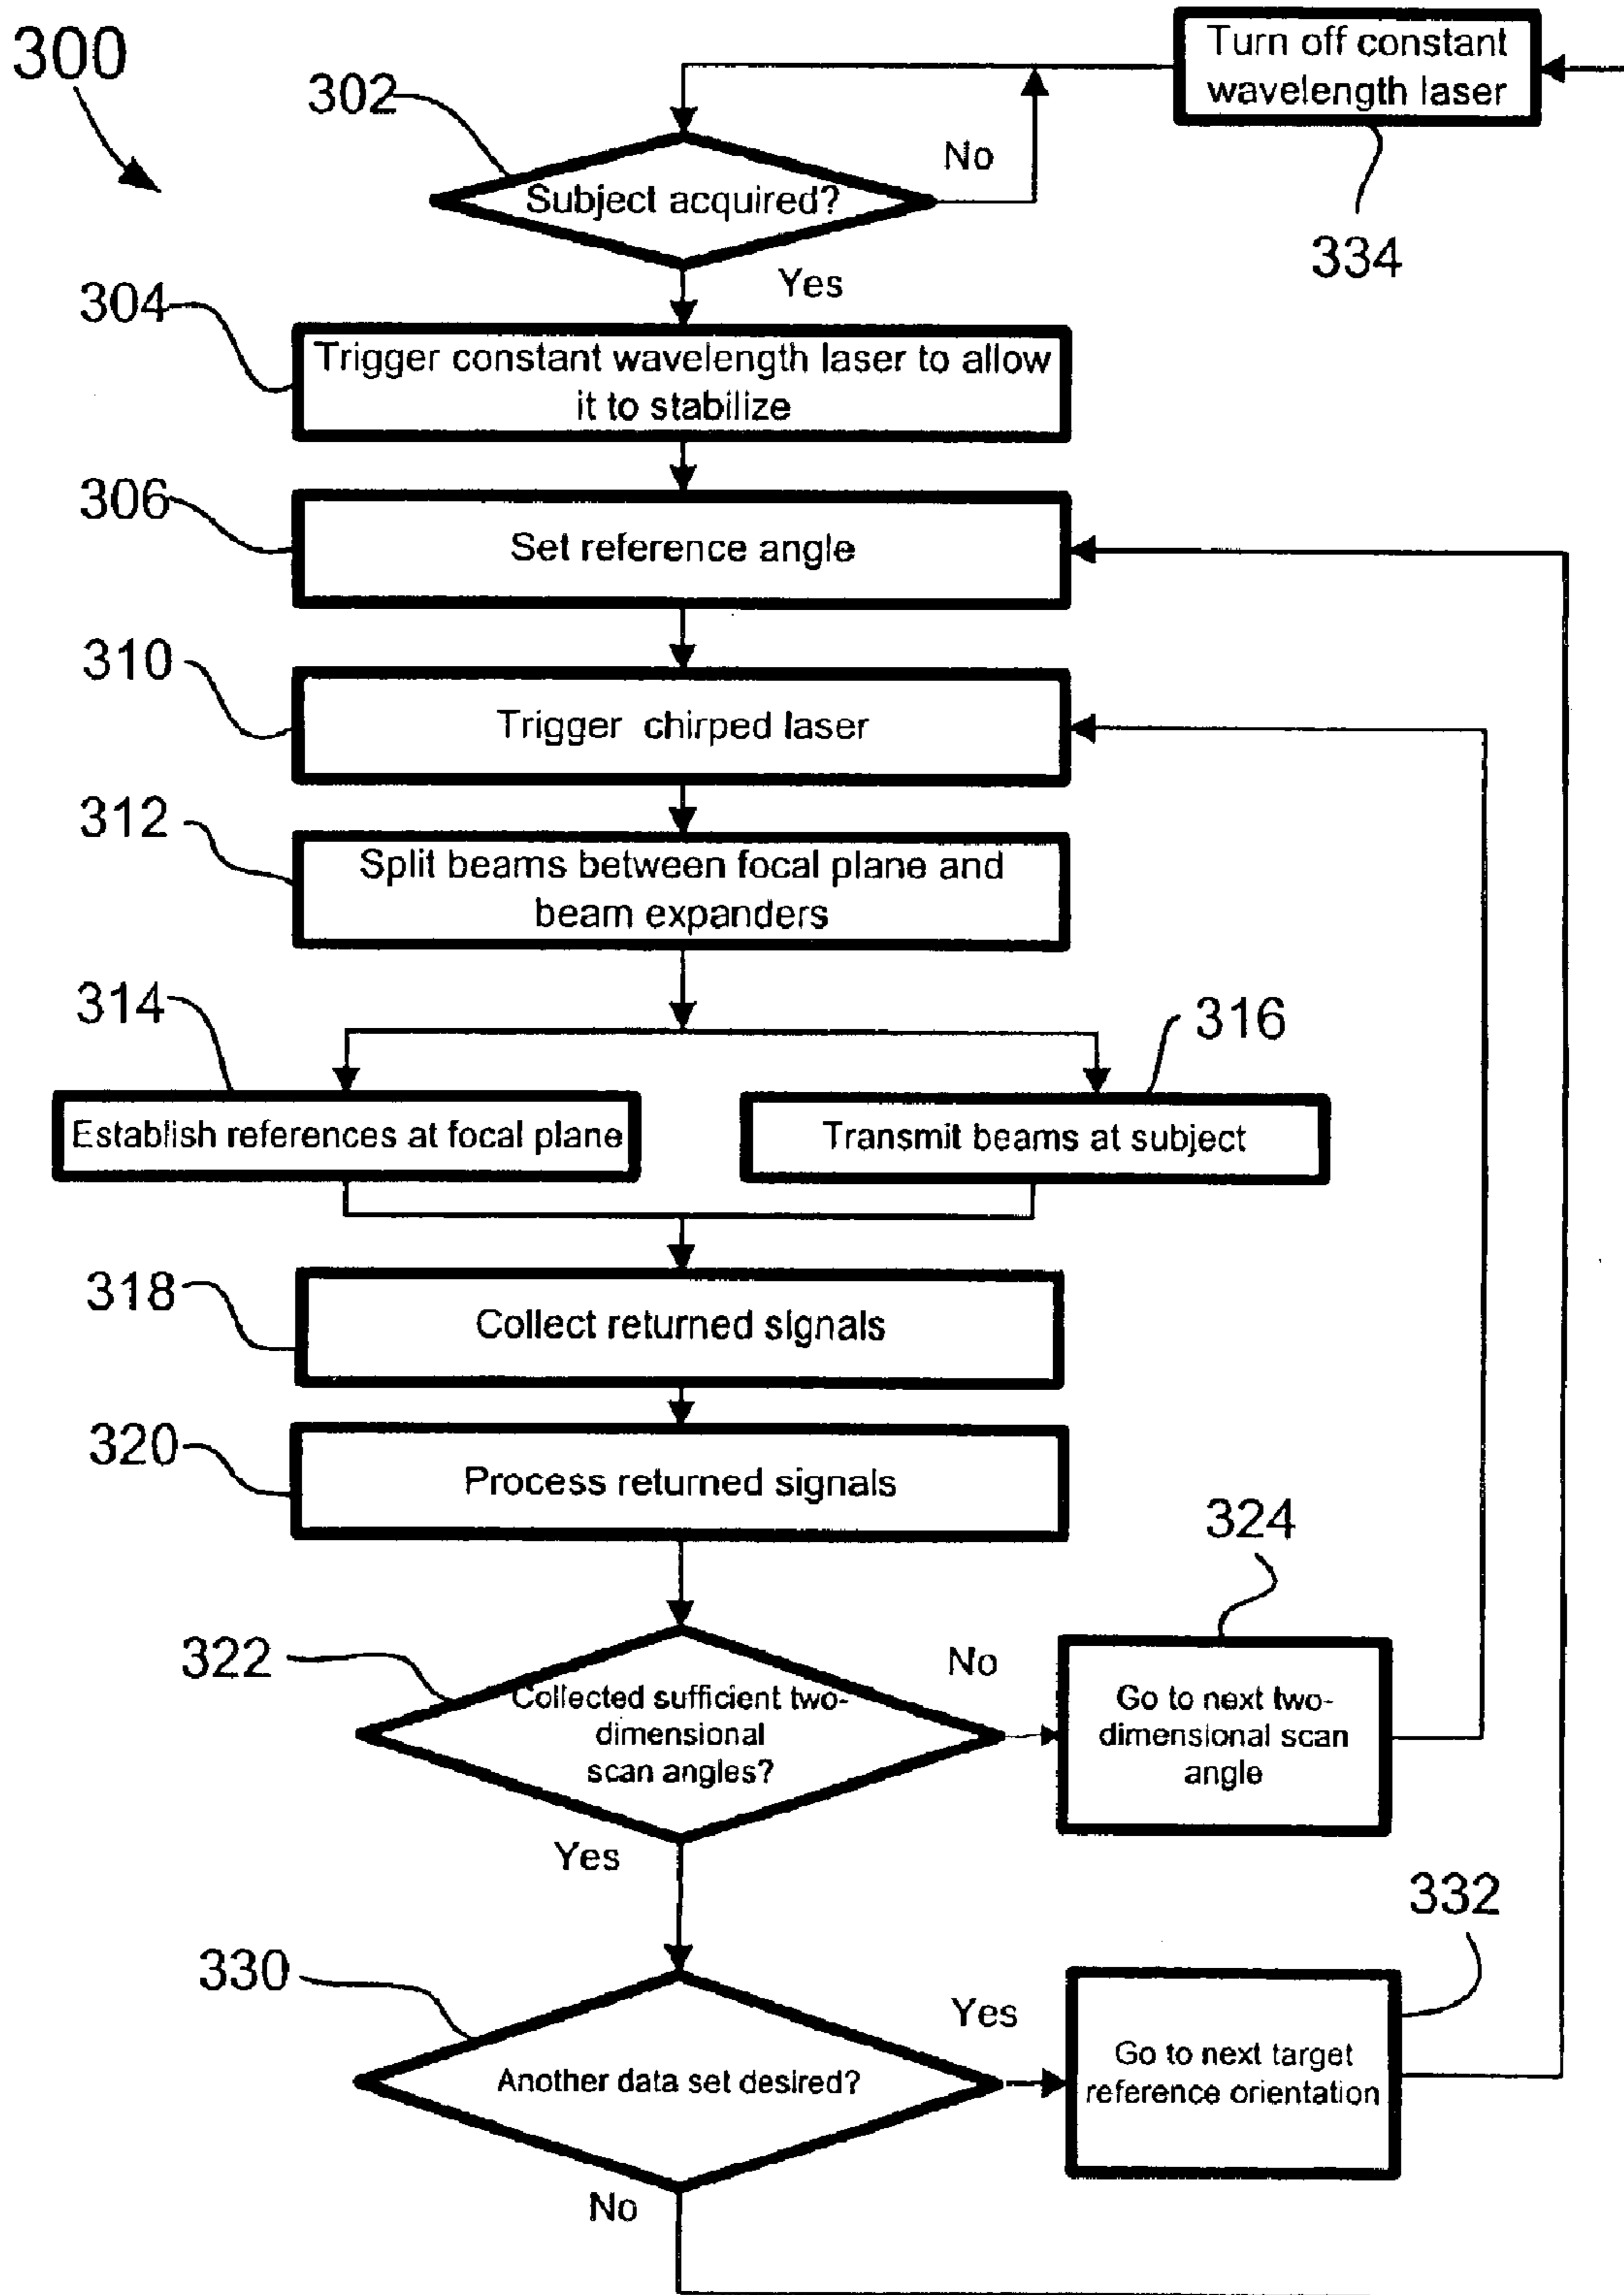 300
Turn off constant
wavelength laser
334
302
Subject acquired?
No
Yes
304
Trigger constant wavelength laser to allow
it to stabilize
306
Set reference angle
310
Trigger chirped laser
312
Split beams between focal plane and
beam expanders
314
316
Establish references at focal plane
Transmit beams at subject
318
Collect returned signals
320
Process returned signals
322
Collected sufficient two-
dimensional
scan angles?
No
324
Go to next two-
dimensional scan
angle
Yes
330
Another data set desired?
Yes
332
Go to next target
reference orientation
No